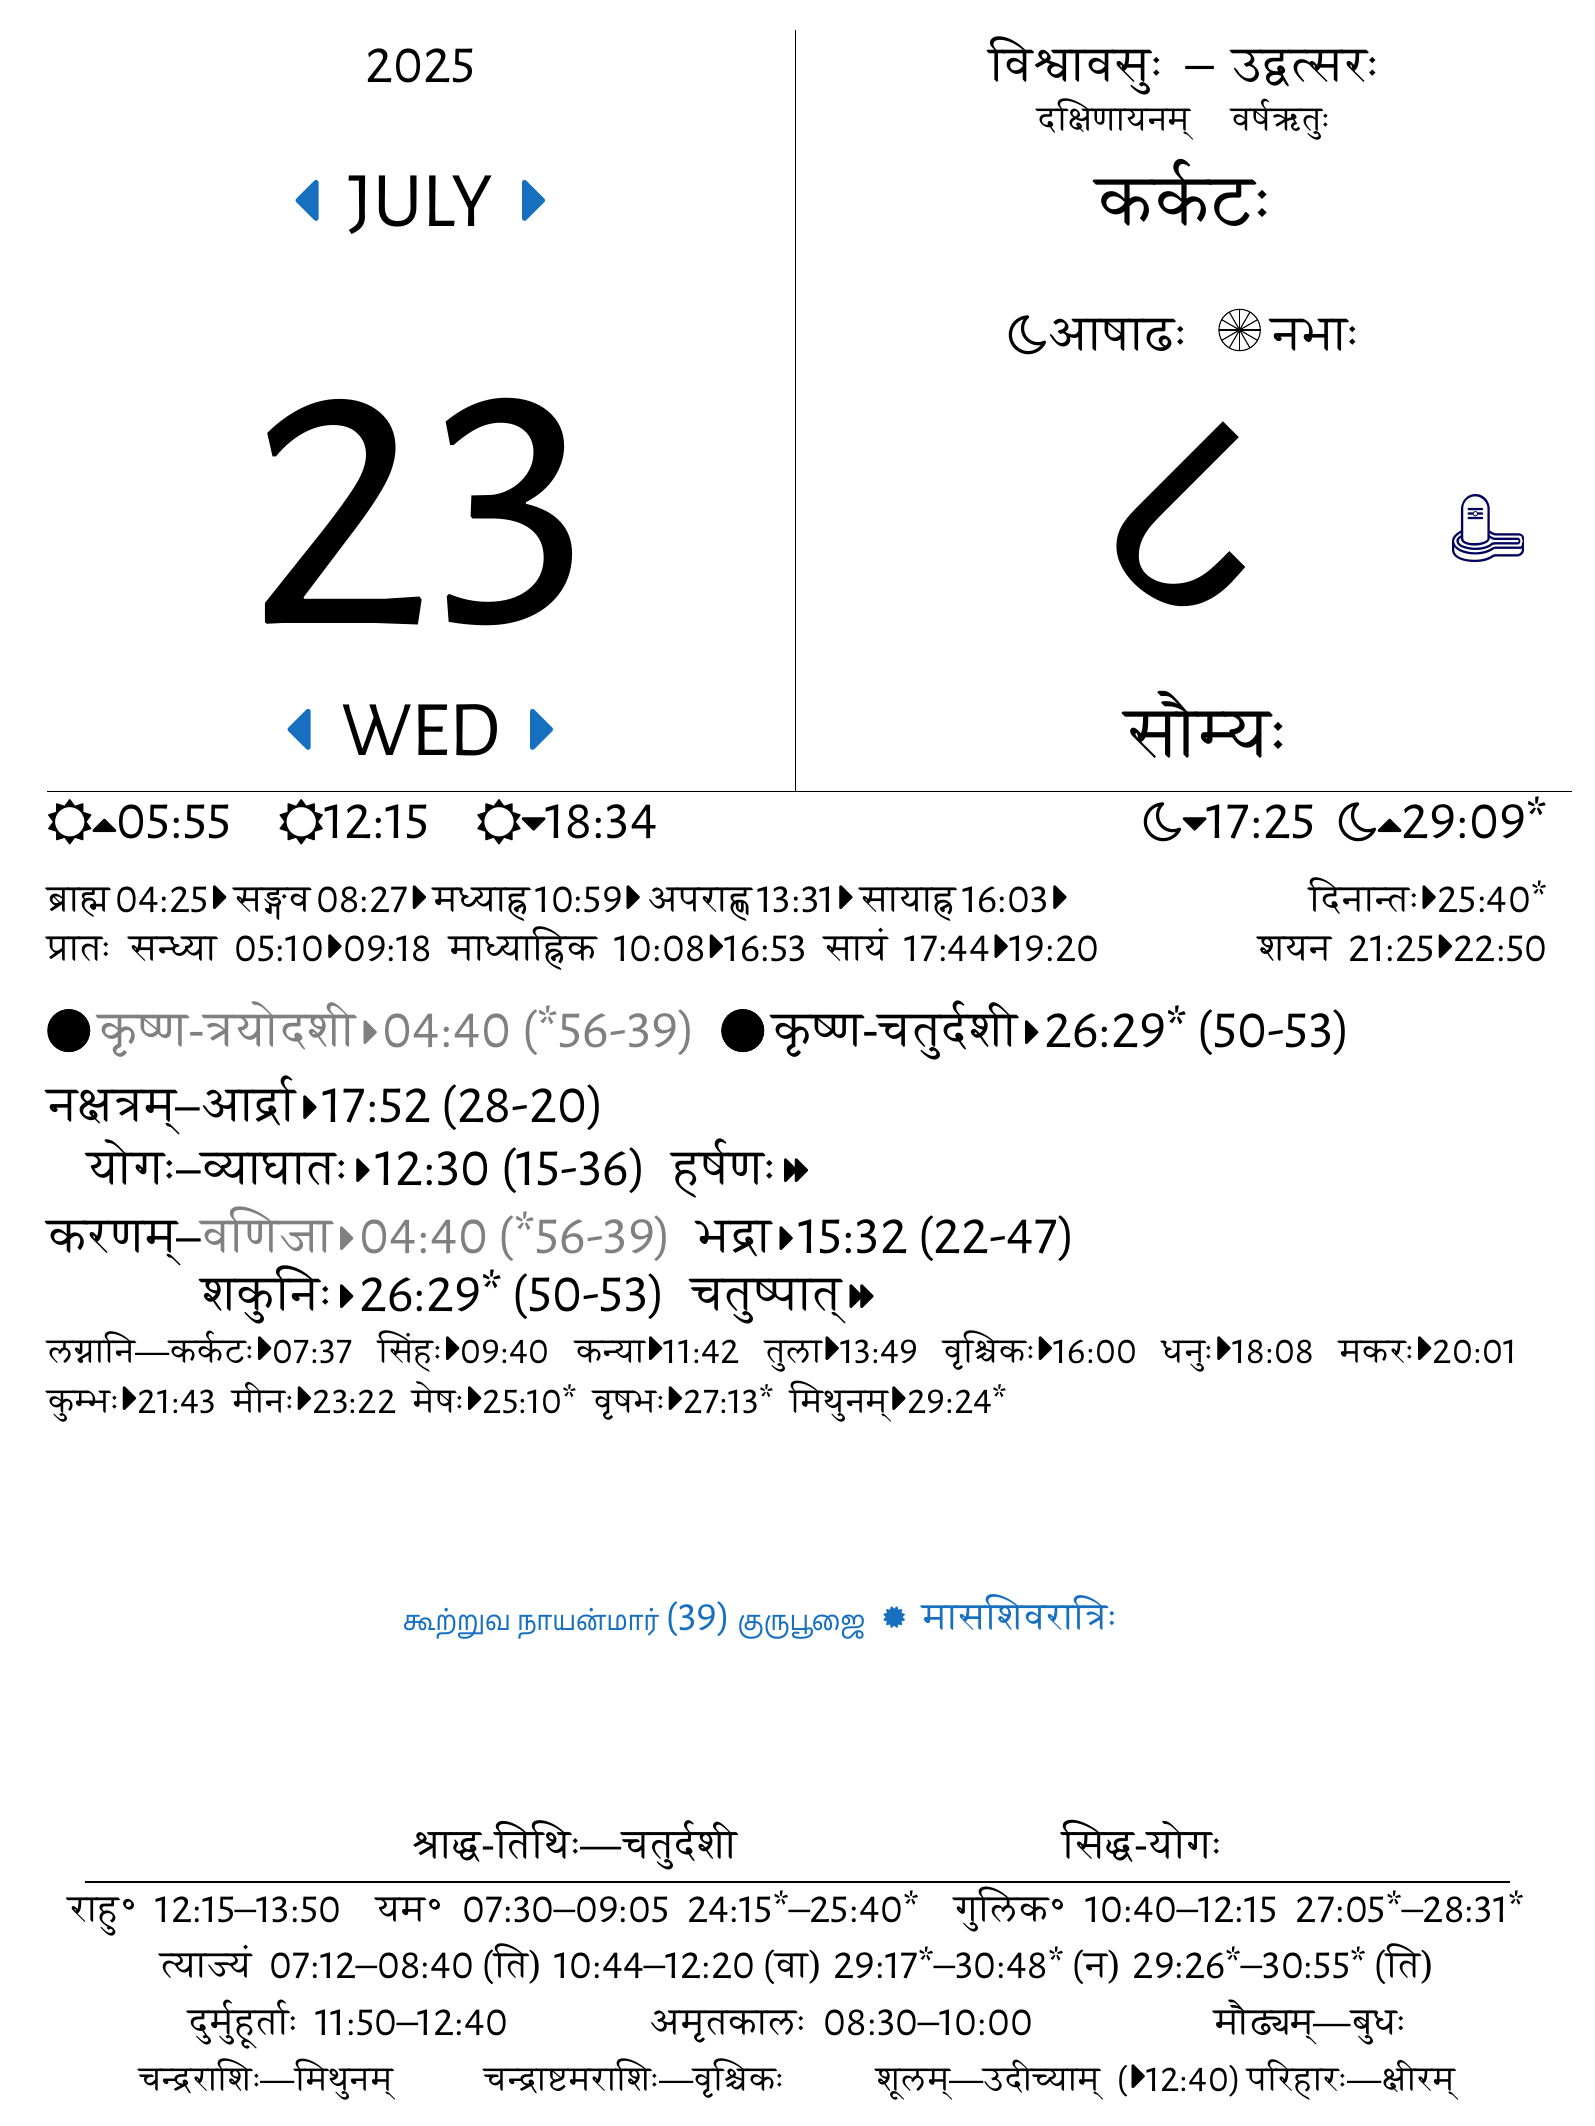 2025
JULY
23
WED
विश्वावसुः – उद्वत्सरः
दक्षिणायनम् वर्षऋतुः
कर्कटः
आषाढः नभाः
८
सौम्यः
05:55 12:15 18:34 17:25 29:09*
ब्राह्म 04:25 सङ्गव 08:27 मध्याह्न 10:59 अपराह्ण 13:31 सायाह्न 16:03 दिनान्तः 25:40*
प्रातः सन्ध्या 05:10 09:18 माध्याह्निक 10:08 16:53 सायं 17:44 19:20 शयन 21:25 22:50
कृष्ण-त्रयोदशी 04:40 (*56-39) कृष्ण-चतुर्दशी 26:29* (50-53)
नक्षत्रम्–आर्द्रा 17:52 (28-20)
योगः–व्याघातः 12:30 (15-36) हर्षणः
करणम्–वणिजा 04:40 (*56-39) भद्रा 15:32 (22-47)
शकुनिः 26:29* (50-53) चतुष्पात्
लग्नानि—कर्कटः 07:37 सिंहः 09:40 कन्या 11:42 तुला 13:49 वृश्चिकः 16:00 धनुः 18:08 मकरः 20:01
कुम्भः 21:43 मीनः 23:22 मेषः 25:10* वृषभः 27:13* मिथुनम् 29:24*
கூற்றுவ நாயன்மார் (39) குருபூஜை मासशिवरात्रिः
श्राद्ध-तिथिः—चतुर्दशी सिद्ध-योगः
राहु॰ 12:15–13:50 यम॰ 07:30–09:05 24:15*–25:40* गुलिक॰ 10:40–12:15 27:05*–28:31*
त्याज्यं 07:12–08:40 (ति) 10:44–12:20 (वा) 29:17*–30:48* (न) 29:26*–30:55* (ति)
दुर्मुहूर्ताः 11:50–12:40 अमृतकालः 08:30–10:00 मौढ्यम्—बुधः
चन्द्रराशिः—मिथुनम् चन्द्राष्टमराशिः—वृश्चिकः शूलम्—उदीच्याम् (12:40) परिहारः—क्षीरम्